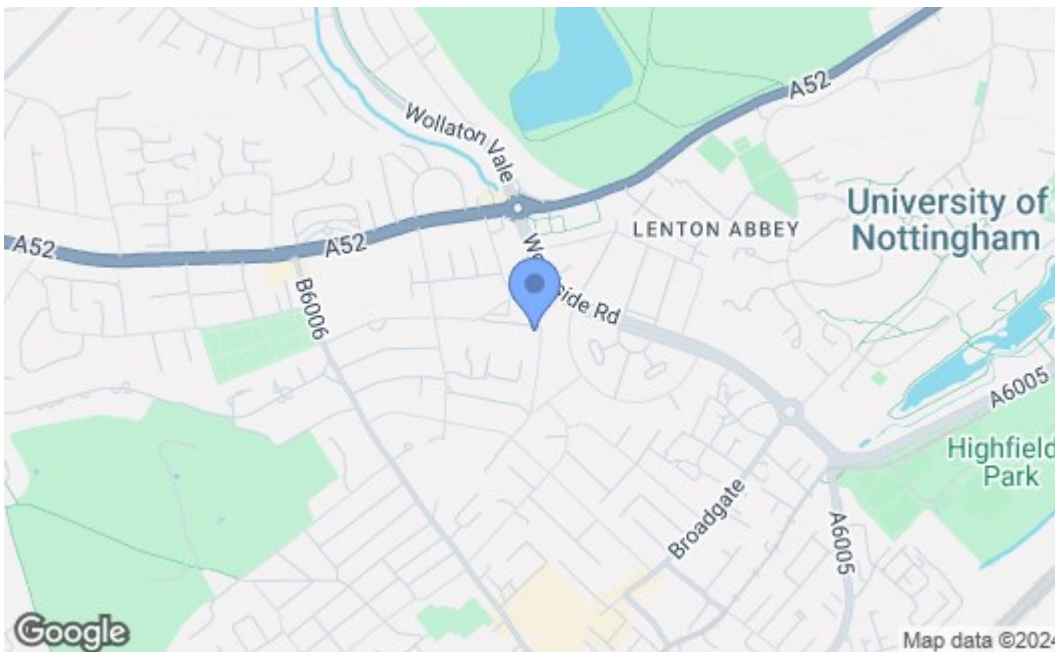 A52
Wollaton Vale
University of
Nottingham
LENTON ABBEY
A52
A52
side Rd
B6006
A6005
Highfield
Park
Broadgate
A6005
Google
Map data ©2024